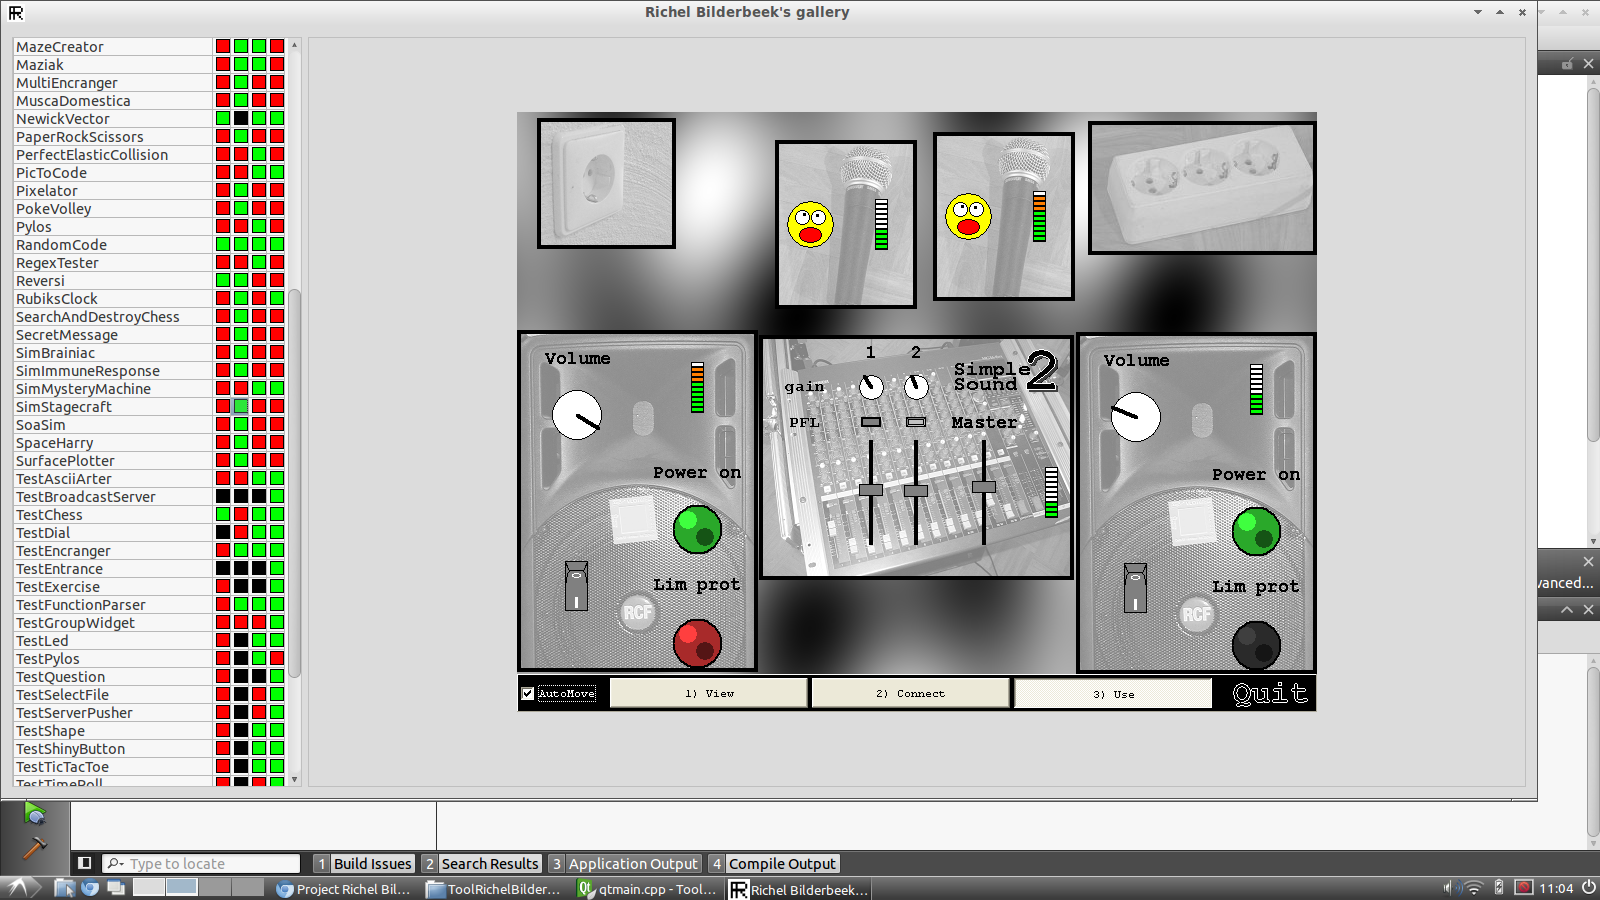 Richel Bilderbeek's gallery
MazeCreator
Maziak
MultiEncranger
MuscaDomestica
NewickVector
PaperRockScissors
PerfectElasticCollision
PicToCode
Pixelator
PokeVolley
Pylos
RandomCode
RegexTester
Reversi
RubiksClock
SearchAndDestroyChess
SecretMessage
SimBrainiac
SimImmuneResponse
SimMysteryMachine
SimStagecraft
SoaSim
SpaceHarry
SurfacePlotter
TestAsciiArter
TestBroadcastServer
TestChess
TestDial
TestEncranger
TestEntrance
TestExercise
TestFunctionParser
TestGroupWidget
TestLed
TestPylos
TestQuestion
TestSelectFile
TestServerPusher
TestShape
TestShinyButton
TestTicTacToe
TestTimePoll
Volume
Power on
Lim prot
RCF
1 2
Simple
Sound 2
gain
PFL
Master
Volume
Power on
Lim prot
RCF
AutoMove
1) View
2) Connect
3) Use
Quit
vanced...
Type to locate
1 Build Issues
2 Search Results
3 Application Output
4 Compile Output
Project Richel Bil...
ToolRichelBilder...
qtmain.cpp - Tool...
Richel Bilderbeek...
11:04